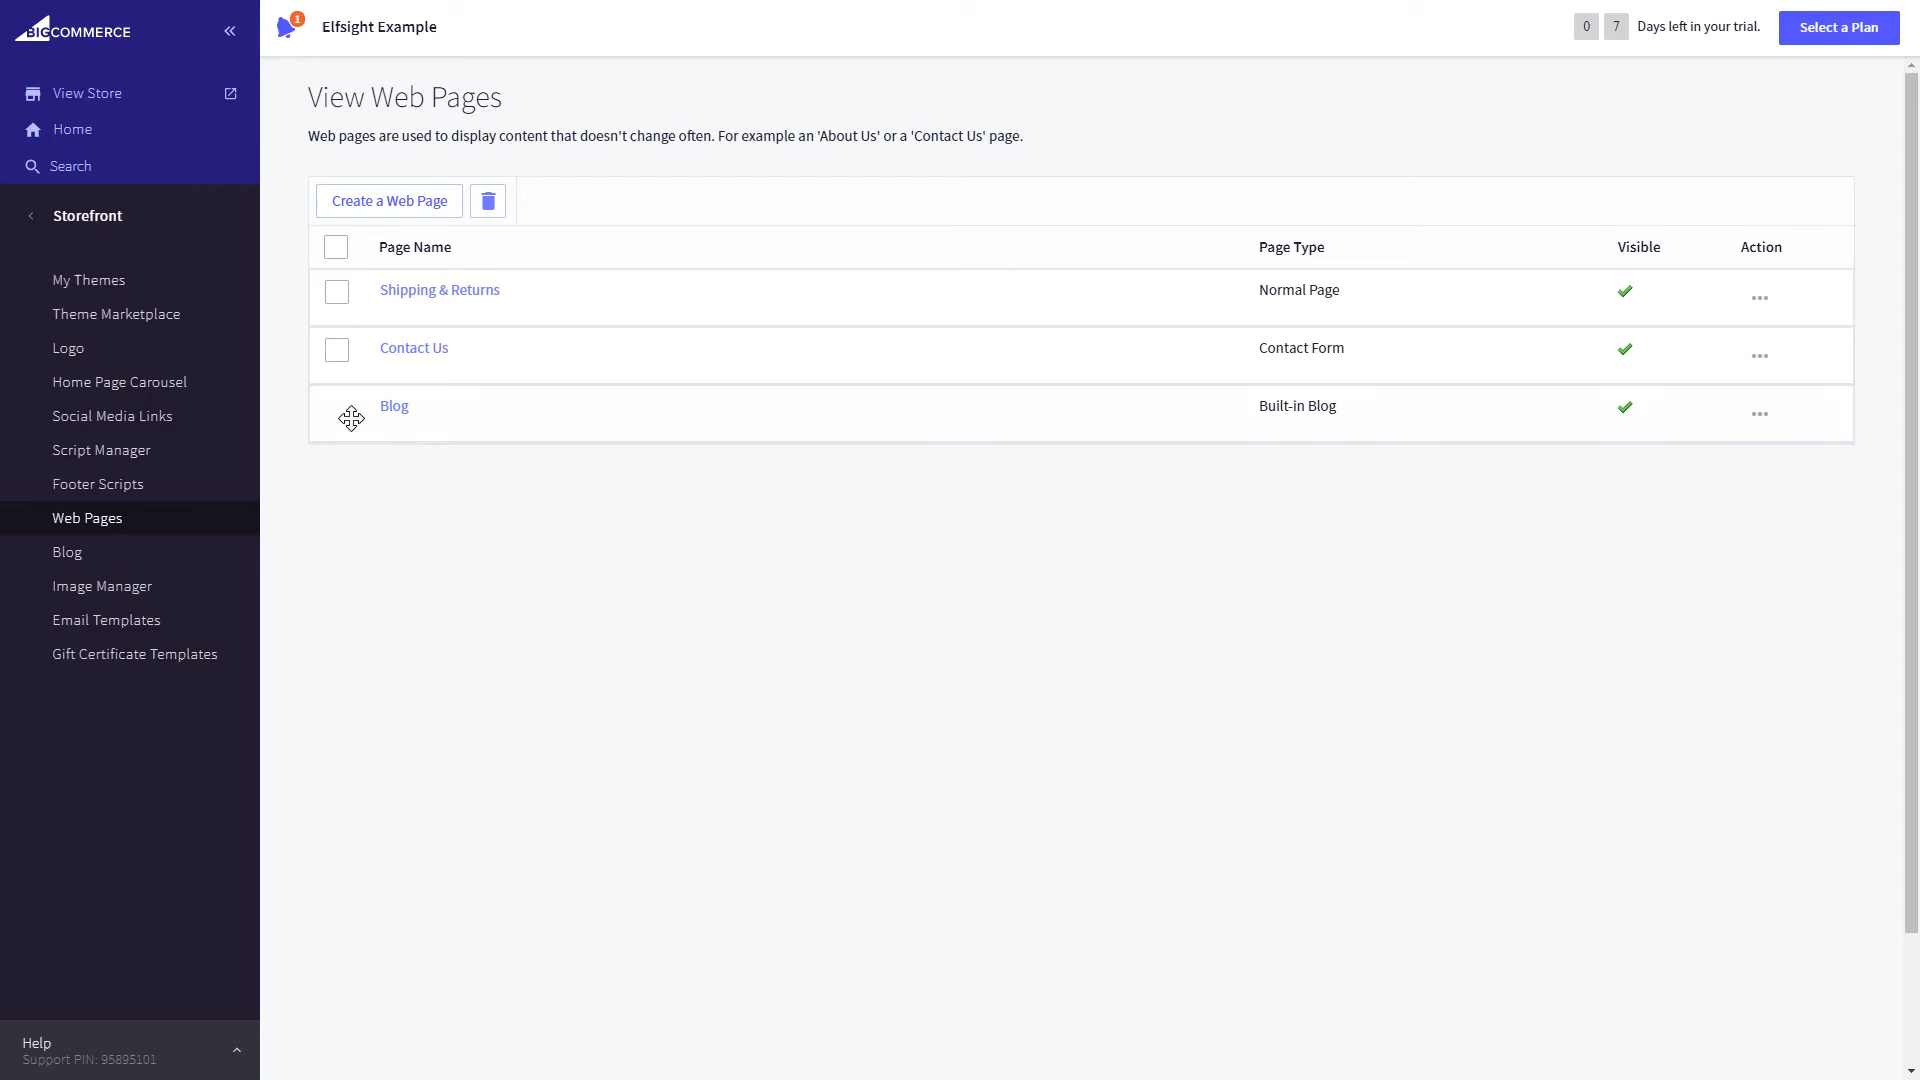 BIGCOMMERCE
View Store
Home
Search
Storefront
My Themes
Theme Marketplace
Logo
Home Page Carousel
Social Media Links
Script Manager
Footer Scripts
Web Pages
Blog
Image Manager
Email Templates
Gift Certificate Templates
Help
Support PIN: 95895101
1
Elfsight Example
0 7 Days left in your trial.
Select a Plan
View Web Pages
Web pages are used to display content that doesn't change often. For example an 'About Us' or a 'Contact Us' page.
Create a Web Page
Page Name Page Type Visible Action
Shipping & Returns Normal Page
Contact Us Contact Form
Blog Built-in Blog